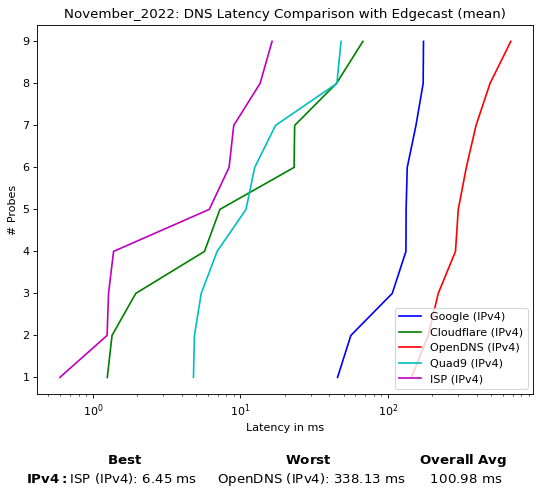 November_2022: DNS Latency Comparison with Edgecast (mean)
9
8
7
6
5
4
3
2
1
# Probes
Google (IPv4)
Cloudflare (IPv4)
OpenDNS (IPv4)
Quad9 (IPv4)
ISP (IPv4)
10⁰ 10¹ 10²
Latency in ms
Best Worst Overall Avg
IPv4: ISP (IPv4): 6.45 ms OpenDNS (IPv4): 338.13 ms 100.98 ms